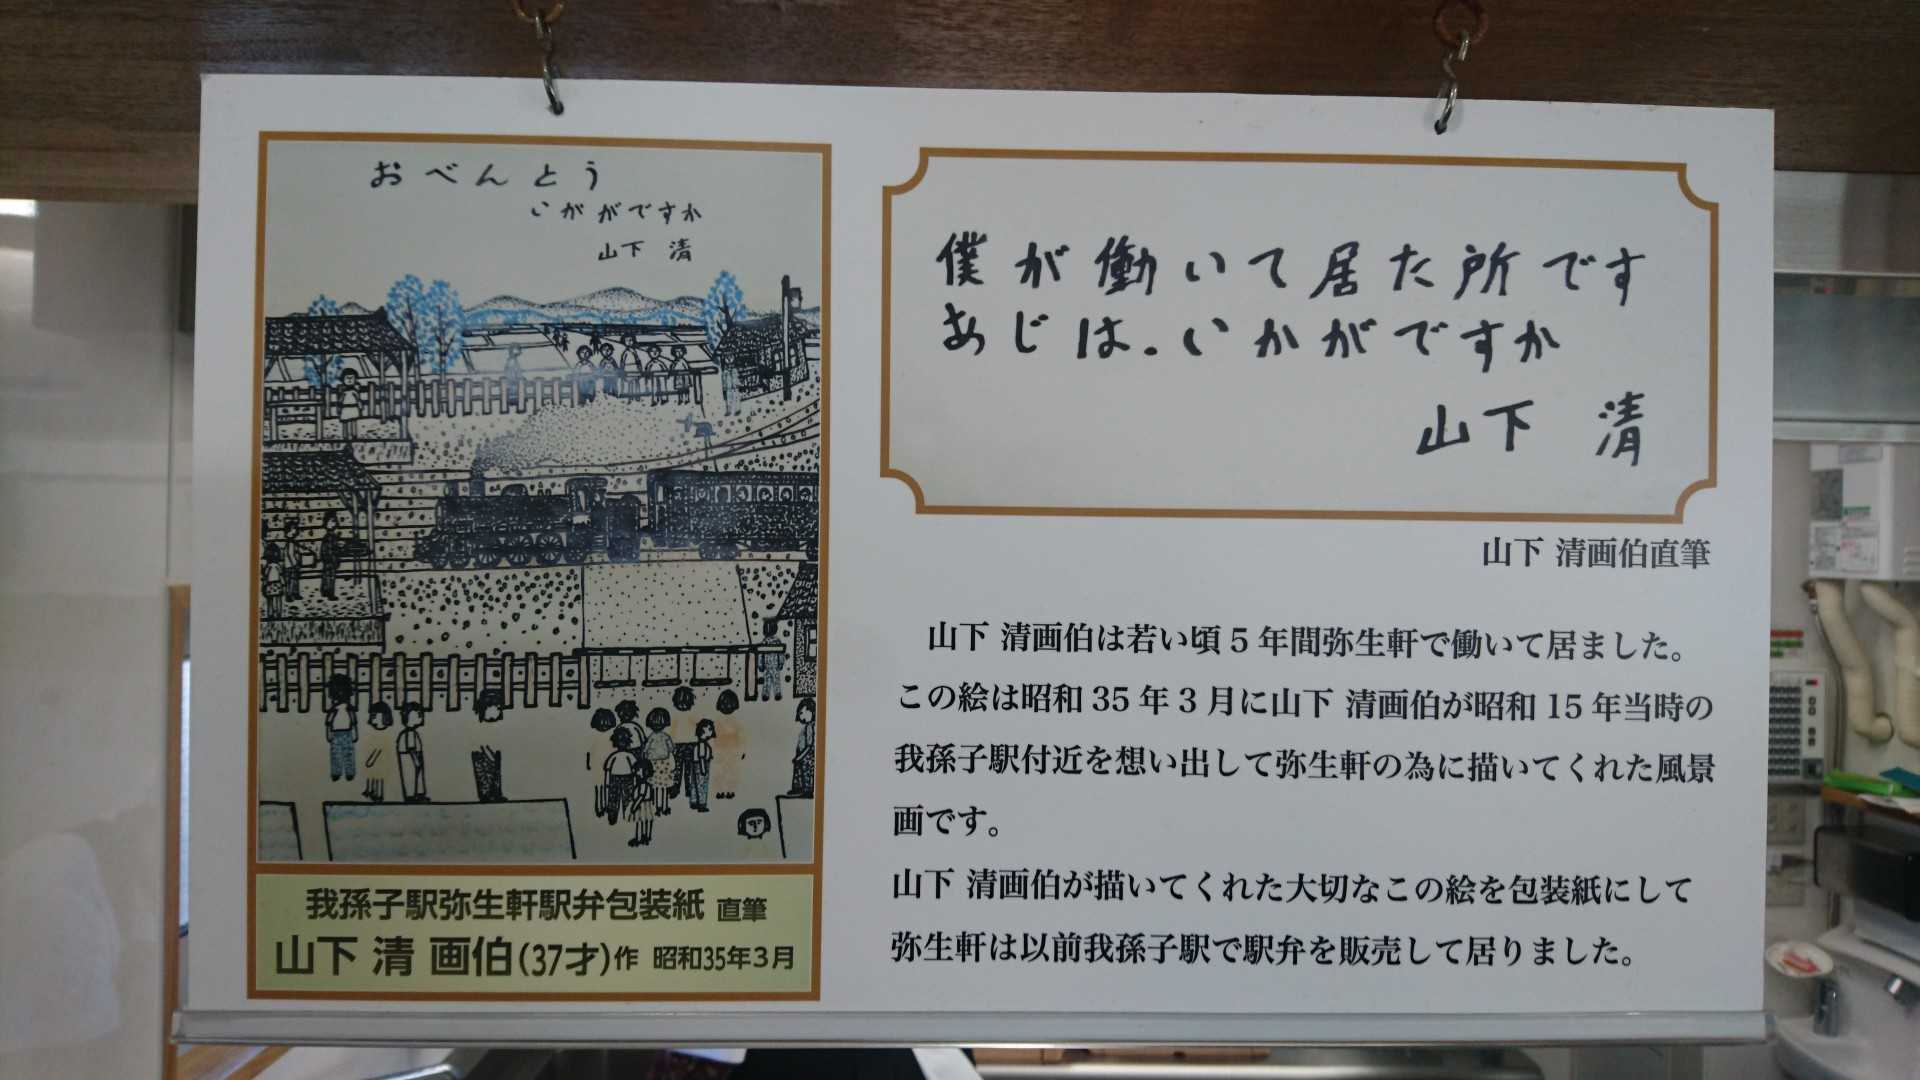 おべんとう
いががですか
山下 清
我孫子駅弥生軒駅弁包装紙 直筆
山下 清 画伯(37才)作 昭和35年3月
僕が働いて居た所です
あじは.いかがですか
山下 清
山下 清画伯直筆
山下 清画伯は若い頃5年間弥生軒で働いて居ました。
この絵は昭和35年3月に山下 清画伯が昭和15年当時の
我孫子駅付近を想い出して弥生軒の為に描いてくれた風景
画です。
山下 清画伯が描いてくれた大切なこの絵を包装紙にして
弥生軒は以前我孫子駅で駅弁を販売して居りました。